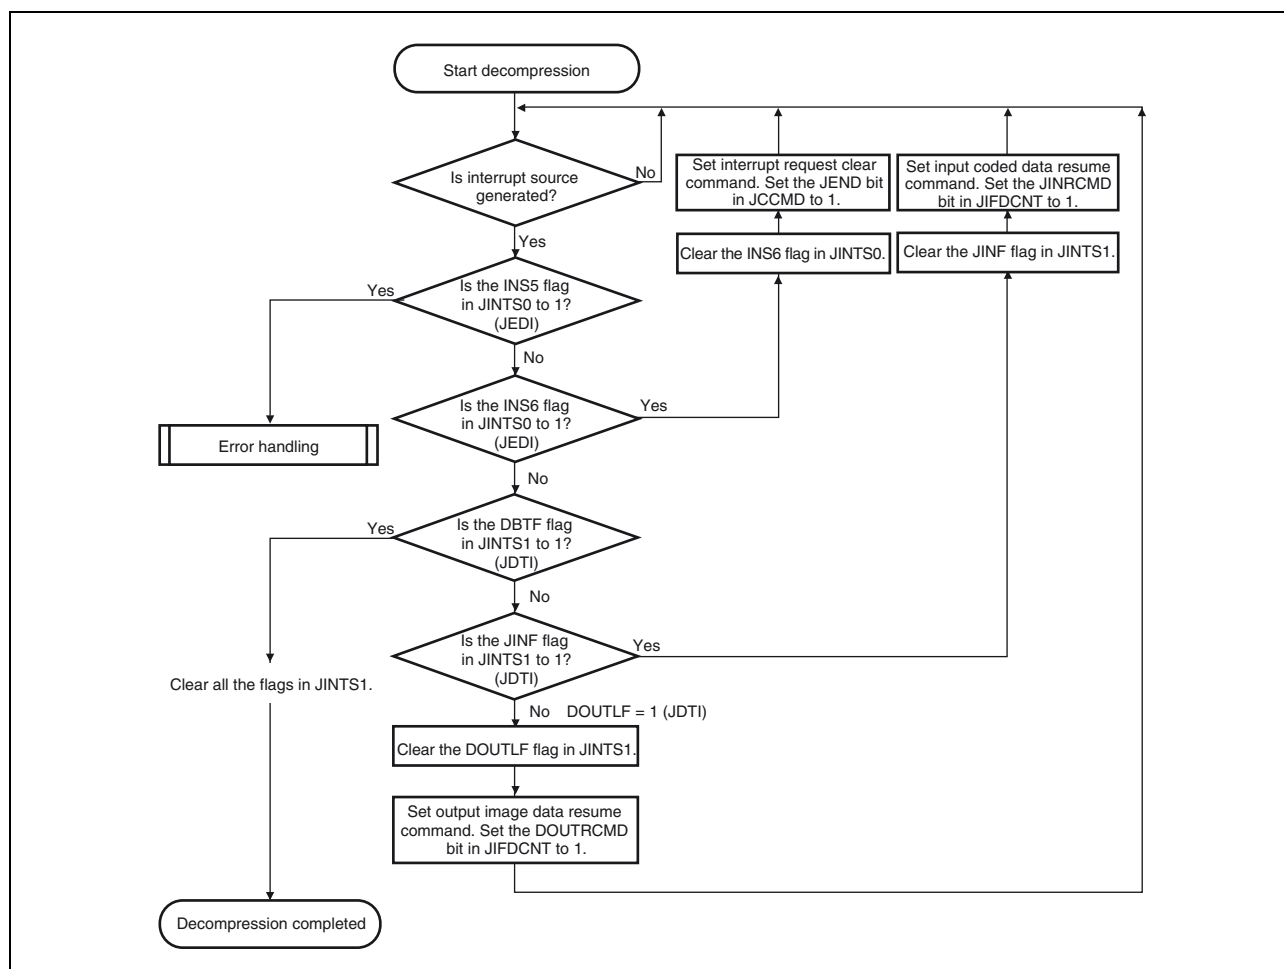 Start decompression
Is interrupt source
generated?
No
Set interrupt request clear
command. Set the JEND bit
in JCCMD to 1.
Set input coded data resume
command. Set the JINRCMD
bit in JIFDCNT to 1.
Yes
Clear the INS6 flag in JINTS0.
Clear the JINF flag in JINTS1.
Yes
Is the INS5 flag
in JINTS0 to 1?
(JEDI)
No
Is the INS6 flag
in JINTS0 to 1?
(JEDI)
Yes
Error handling
No
Yes
Is the DBTF flag
in JINTS1 to 1?
(JDTI)
No
Is the JINF flag
in JINTS1 to 1?
(JDTI)
Yes
Clear all the flags in JINTS1.
No DOUTLF = 1 (JDTI)
Clear the DOUTLF flag in JINTS1.
Set output image data resume
command. Set the DOUTRCMD
bit in JIFDCNT to 1.
Decompression completed